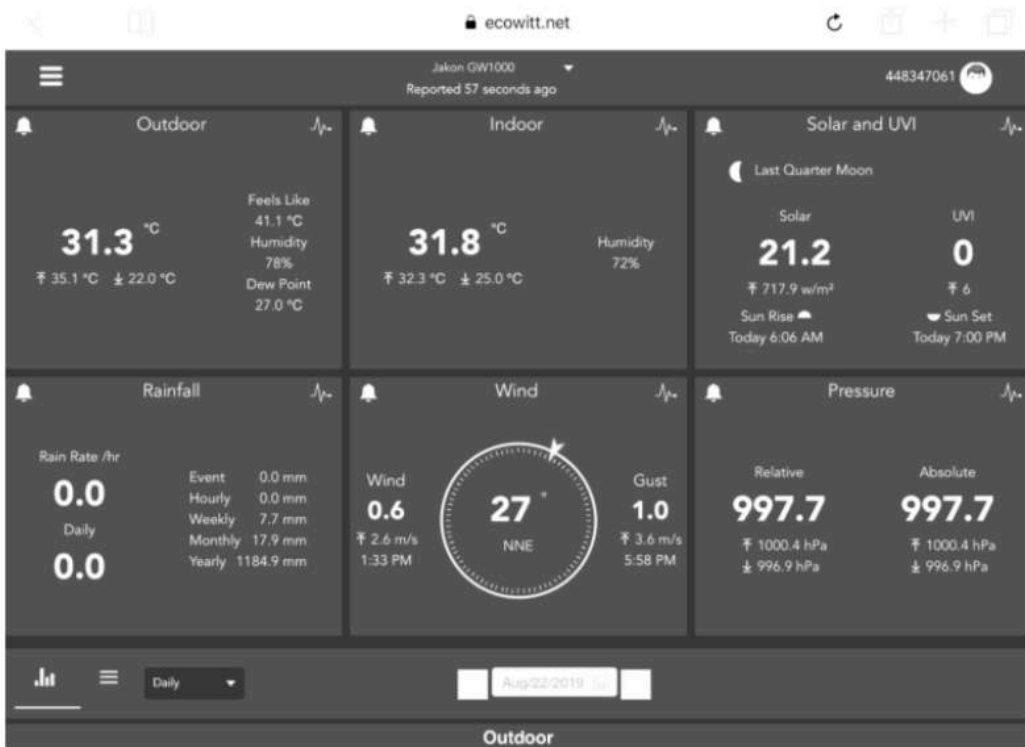 ecowitt.net
Jakon GW1000
Reported 57 seconds ago
448347061
Outdoor
31.3 °C
↑ 35.1 °C ↓ 22.0 °C
Feels Like
41.1 °C
Humidity
78%
Dew Point
27.0 °C
Indoor
31.8 °C
↑ 32.3 °C ↓ 25.0 °C
Humidity
72%
Solar and UVI
Last Quarter Moon
Solar
21.2
↑ 717.9 w/m²
Sun Rise
Today 6:06 AM
UVI
0
↑ 6
Sun Set
Today 7:00 PM
Rainfall
Rain Rate /hr
0.0
Daily
0.0
Event 0.0 mm
Hourly 0.0 mm
Weekly 7.7 mm
Monthly 17.9 mm
Yearly 1184.9 mm
Wind
Wind
0.6
↑ 2.6 m/s
1:33 PM
27 °
NNE
Gust
1.0
↑ 3.6 m/s
5:58 PM
Pressure
Relative
997.7
↑ 1000.4 hPa
↓ 996.9 hPa
Absolute
997.7
↑ 1000.4 hPa
↓ 996.9 hPa
Daily
Aug/22/2019
Outdoor